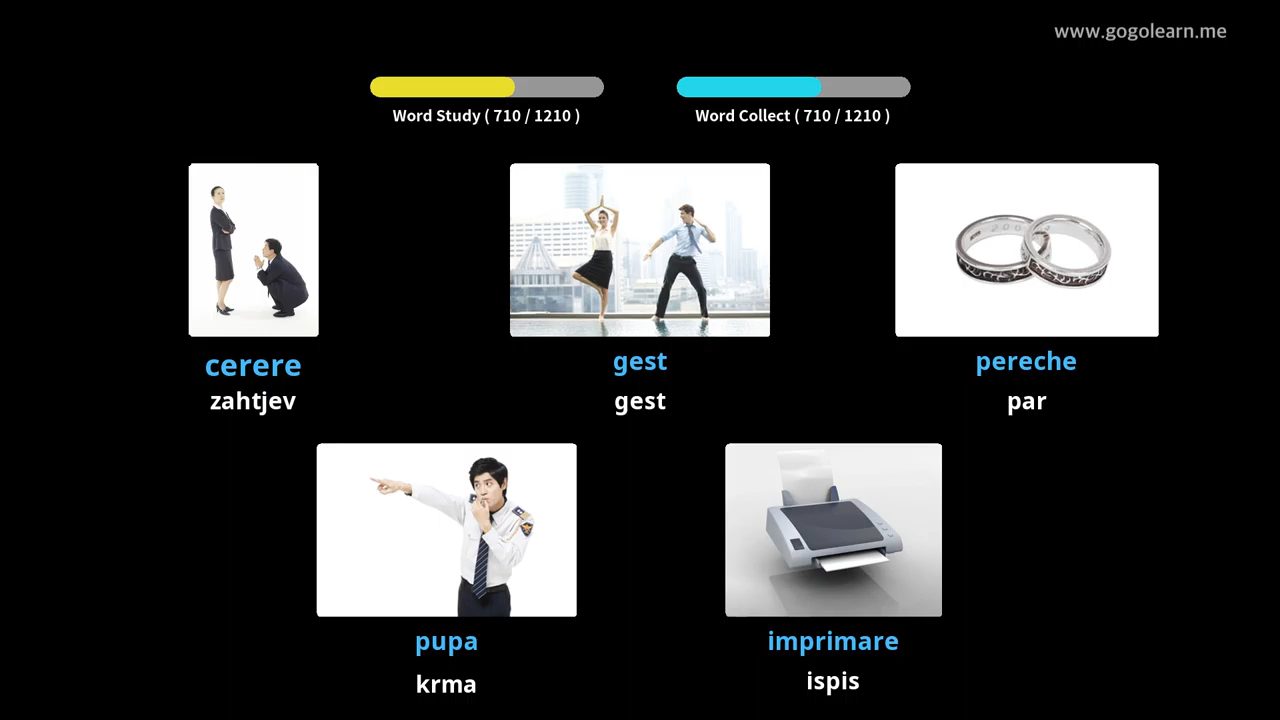 www.gogolearn.me
Word Study ( 710 / 1210 )
Word Collect ( 710 / 1210 )
cerere
zahtjev
gest
gest
pereche
par
pupa
krma
imprimare
ispis